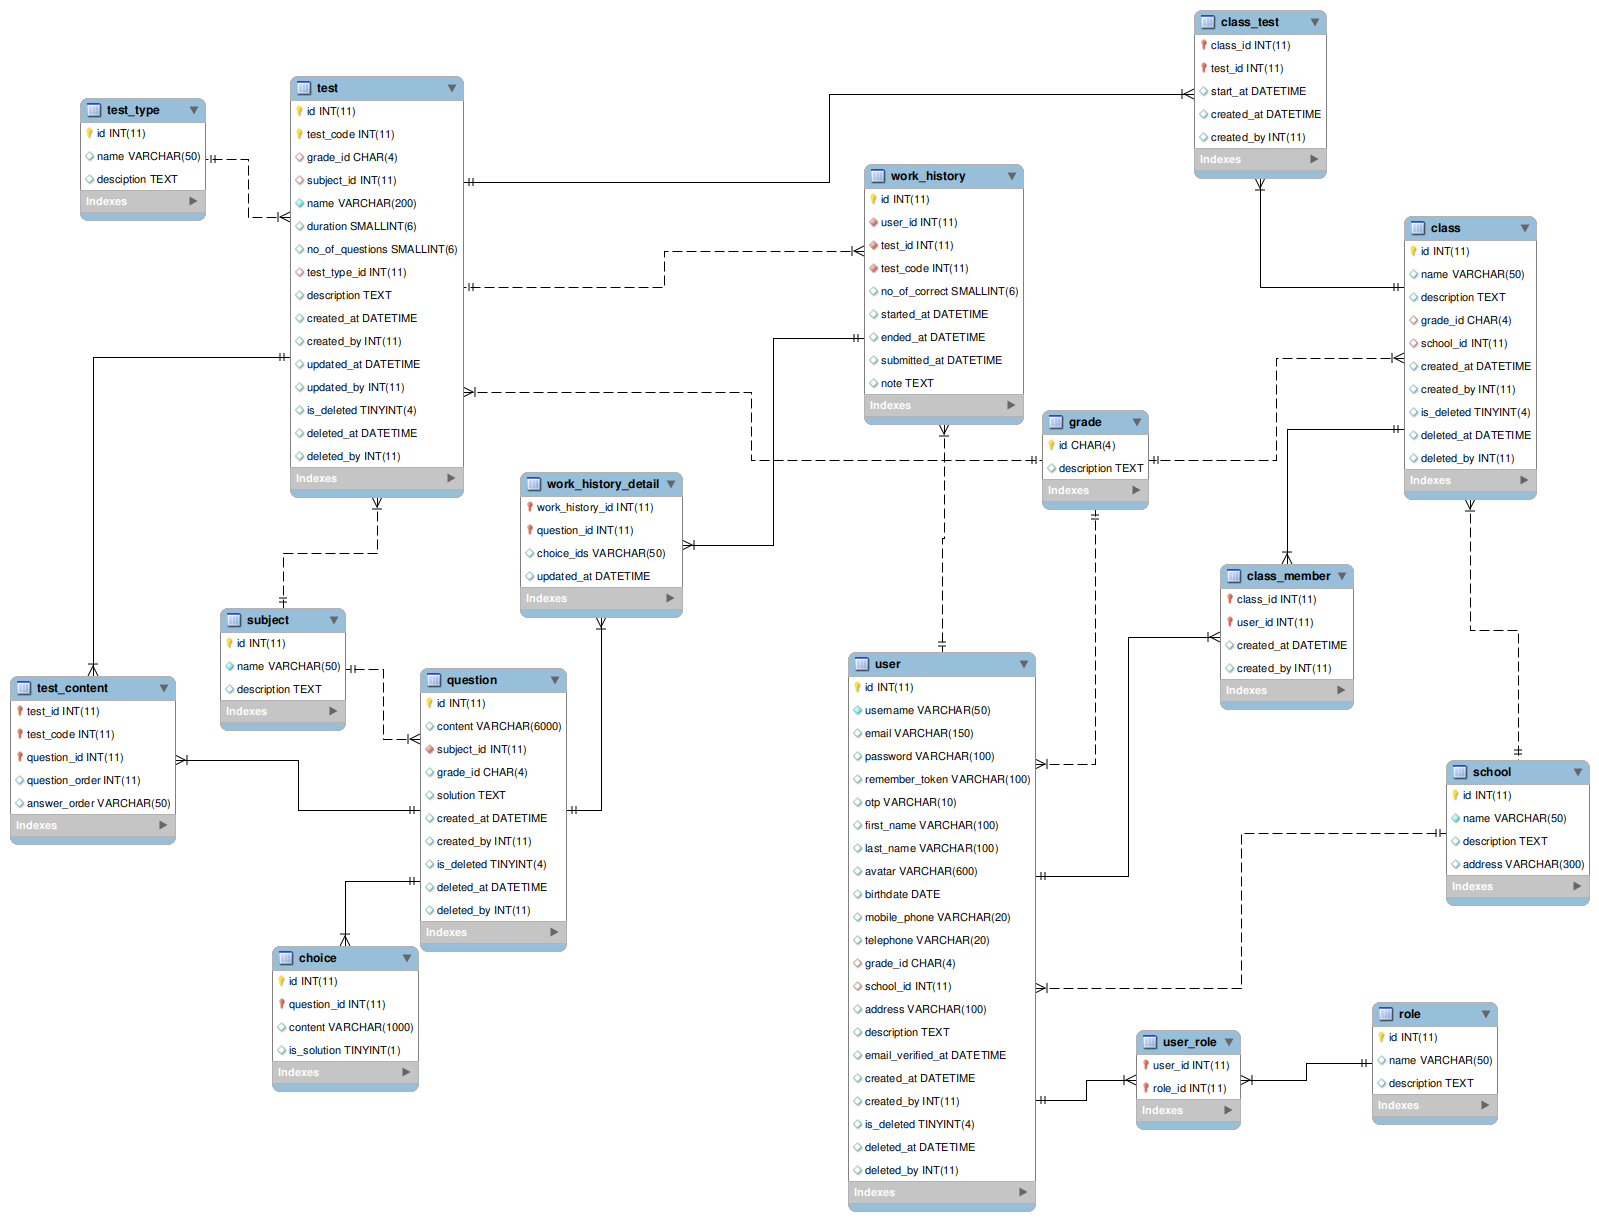 class_test
class_id INT(11)
test_id INT(11)
start_at DATETIME
created_at DATETIME
created_by INT(11)
Indexes
test
id INT(11)
test_code INT(11)
grade_id CHAR(4)
subject_id INT(11)
name VARCHAR(200)
duration SMALLINT(6)
no_of_questions SMALLINT(6)
test_type_id INT(11)
description TEXT
created_at DATETIME
created_by INT(11)
updated_at DATETIME
updated_by INT(11)
is_deleted TINYINT(4)
deleted_at DATETIME
deleted_by INT(11)
Indexes
test_type
id INT(11)
name VARCHAR(50)
desciption TEXT
Indexes
work_history
id INT(11)
user_id INT(11)
test_id INT(11)
test_code INT(11)
no_of_correct SMALLINT(6)
started_at DATETIME
ended_at DATETIME
submitted_at DATETIME
note TEXT
Indexes
class
id INT(11)
name VARCHAR(50)
description TEXT
grade_id CHAR(4)
school_id INT(11)
created_at DATETIME
created_by INT(11)
is_deleted TINYINT(4)
deleted_at DATETIME
deleted_by INT(11)
Indexes
grade
id CHAR(4)
description TEXT
Indexes
work_history_detail
work_history_id INT(11)
question_id INT(11)
choice_ids VARCHAR(50)
updated_at DATETIME
Indexes
class_member
class_id INT(11)
user_id INT(11)
created_at DATETIME
created_by INT(11)
Indexes
subject
id INT(11)
name VARCHAR(50)
description TEXT
Indexes
user
id INT(11)
username VARCHAR(50)
email VARCHAR(150)
password VARCHAR(100)
remember_token VARCHAR(100)
otp VARCHAR(10)
first_name VARCHAR(100)
last_name VARCHAR(100)
avatar VARCHAR(600)
birthdate DATE
mobile_phone VARCHAR(20)
telephone VARCHAR(20)
grade_id CHAR(4)
school_id INT(11)
address VARCHAR(100)
description TEXT
email_verified_at DATETIME
created_at DATETIME
created_by INT(11)
is_deleted TINYINT(4)
deleted_at DATETIME
deleted_by INT(11)
Indexes
question
id INT(11)
content VARCHAR(6000)
subject_id INT(11)
grade_id CHAR(4)
solution TEXT
created_at DATETIME
created_by INT(11)
is_deleted TINYINT(4)
deleted_at DATETIME
deleted_by INT(11)
Indexes
test_content
test_id INT(11)
test_code INT(11)
question_id INT(11)
question_order INT(11)
answer_order VARCHAR(50)
Indexes
school
id INT(11)
name VARCHAR(50)
description TEXT
address VARCHAR(300)
Indexes
choice
id INT(11)
question_id INT(11)
content VARCHAR(1000)
is_solution TINYINT(1)
Indexes
role
id INT(11)
name VARCHAR(50)
description TEXT
Indexes
user_role
user_id INT(11)
role_id INT(11)
Indexes